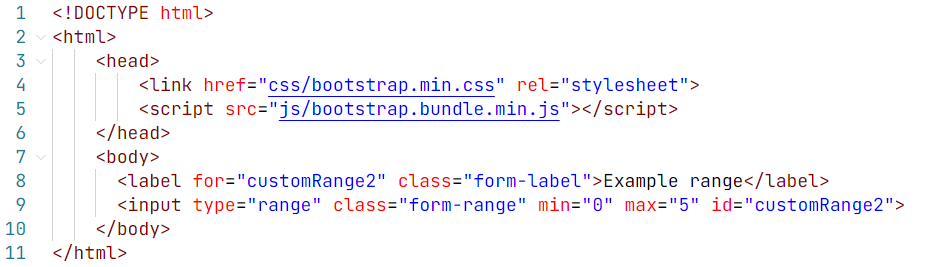 1 <!DOCTYPE html>
2 <html>
3 <head>
4 <link href="css/bootstrap.min.css" rel="stylesheet">
5 <script src="js/bootstrap.bundle.min.js"></script>
6 </head>
7 <body>
8 <label for="customRange2" class="form-label">Example range</label>
9 <input type="range" class="form-range" min="0" max="5" id="customRange2">
10 </body>
11 </html>